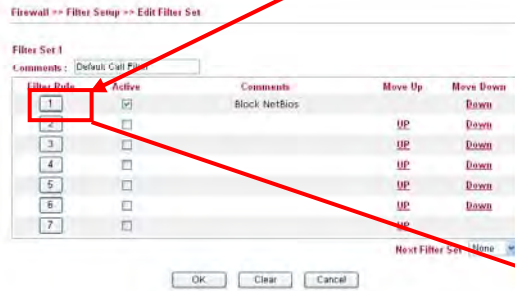 Firewall >> Filter Setup >> Edit Filter Set
Filter Set 1
Comments : Default Call Filter
Filter Rule Active Comments Move Up Move Down
1 Block NetBios Down
2 UP Down
3 UP Down
4 UP Down
5 UP Down
6 UP Down
7 UP
Next Filter Set None
OK Clear Cancel